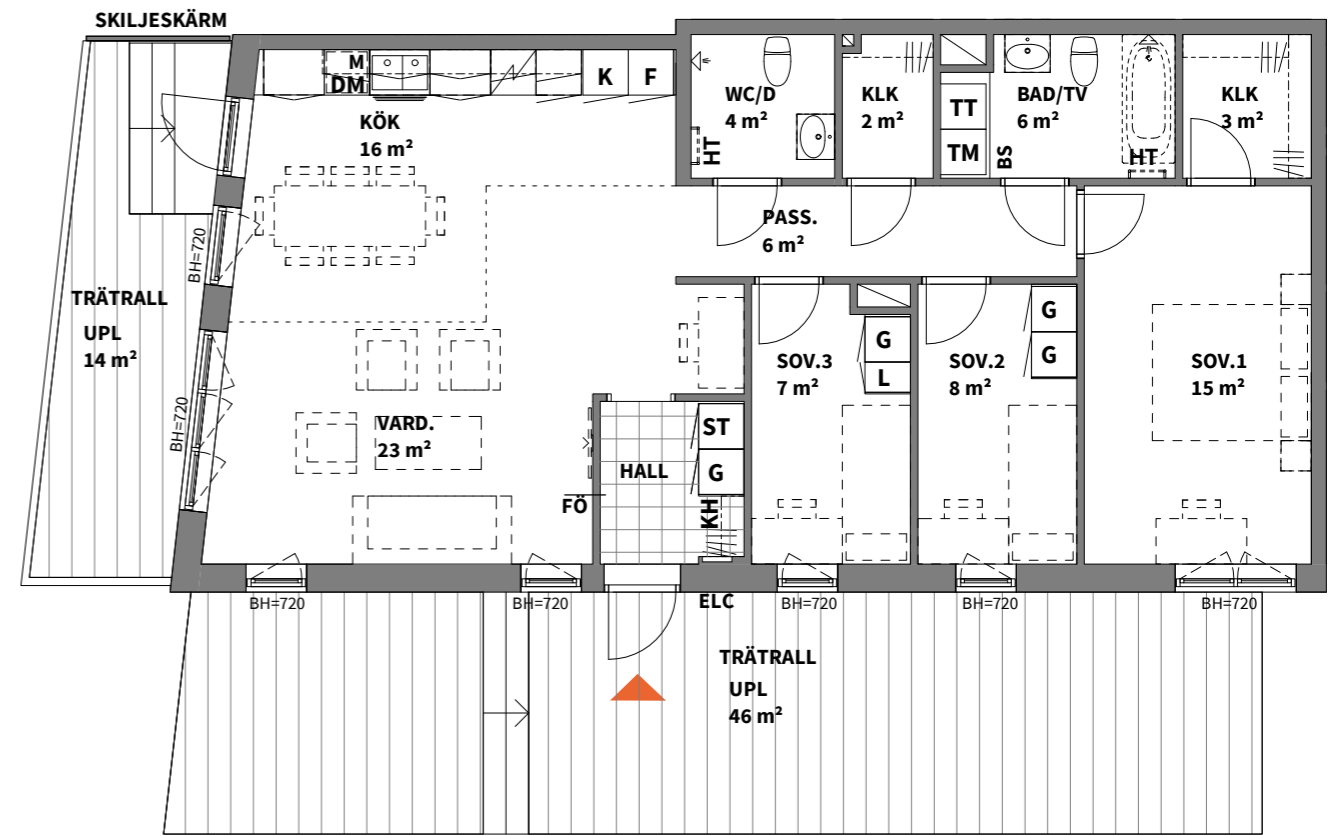 SKILJESKÄRM
M
DM
K
F
KÖK
16 m²
WC/D
4 m²
HT
KLK
2 m²
TT
TM
BS
BAD/TV
6 m²
HT
KLK
3 m²
PASS.
6 m²
BH=720
TRÄTRALL
UPL
14 m²
BH=720
VARD.
23 m²
FÖ
HALL
ST
G
KH
SOV.3
7 m²
G
L
SOV.2
8 m²
G
G
SOV.1
15 m²
BH=720
BH=720
ELC
BH=720
BH=720
BH=720
TRÄTRALL
UPL
46 m²